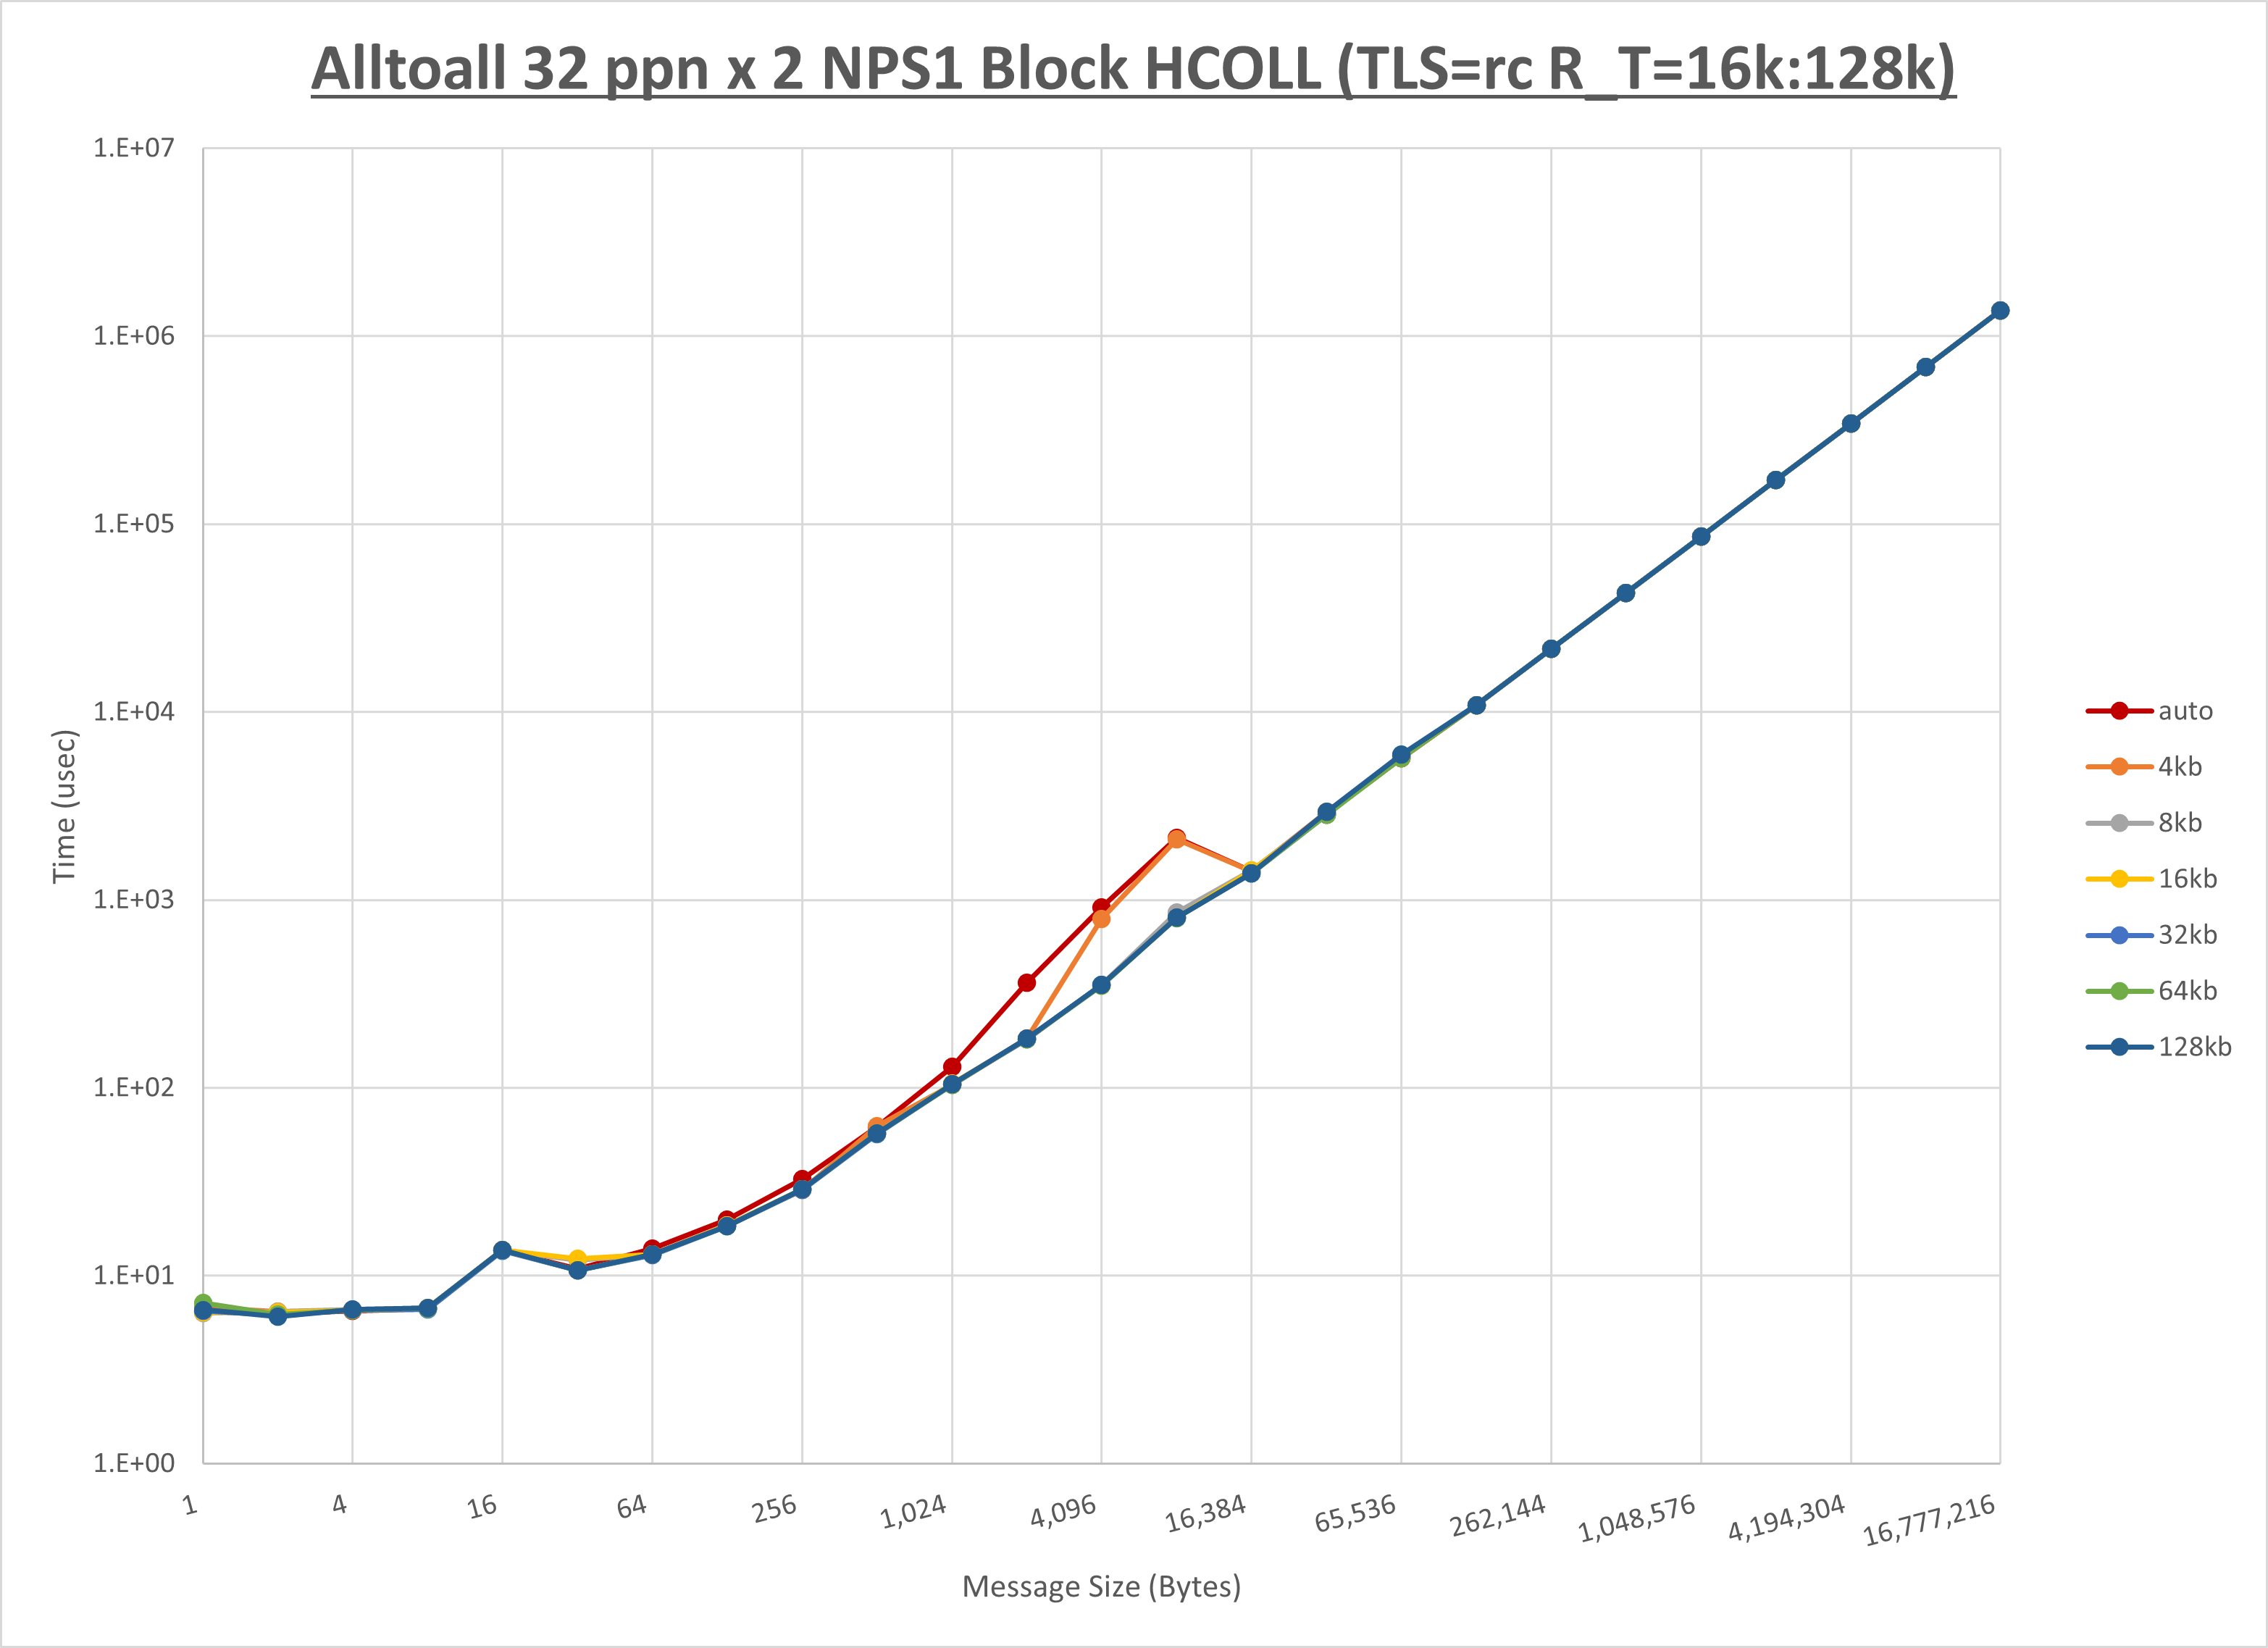 Alltoall 32 ppn x 2 NPS1 Block HCOLL (TLS=rc R__T=16k:128k)
1.E+07
1.E+06
1.E+05
1.E+04
1.E+03
1.E+02
1.E+01
1.E+00
Time (usec)
1 4 16 64 256 1,024 4,096 16,384 65,536 262,144 1,048,576 4,194,304 16,777,216
Message Size (Bytes)
auto
4kb
8kb
16kb
32kb
64kb
128kb